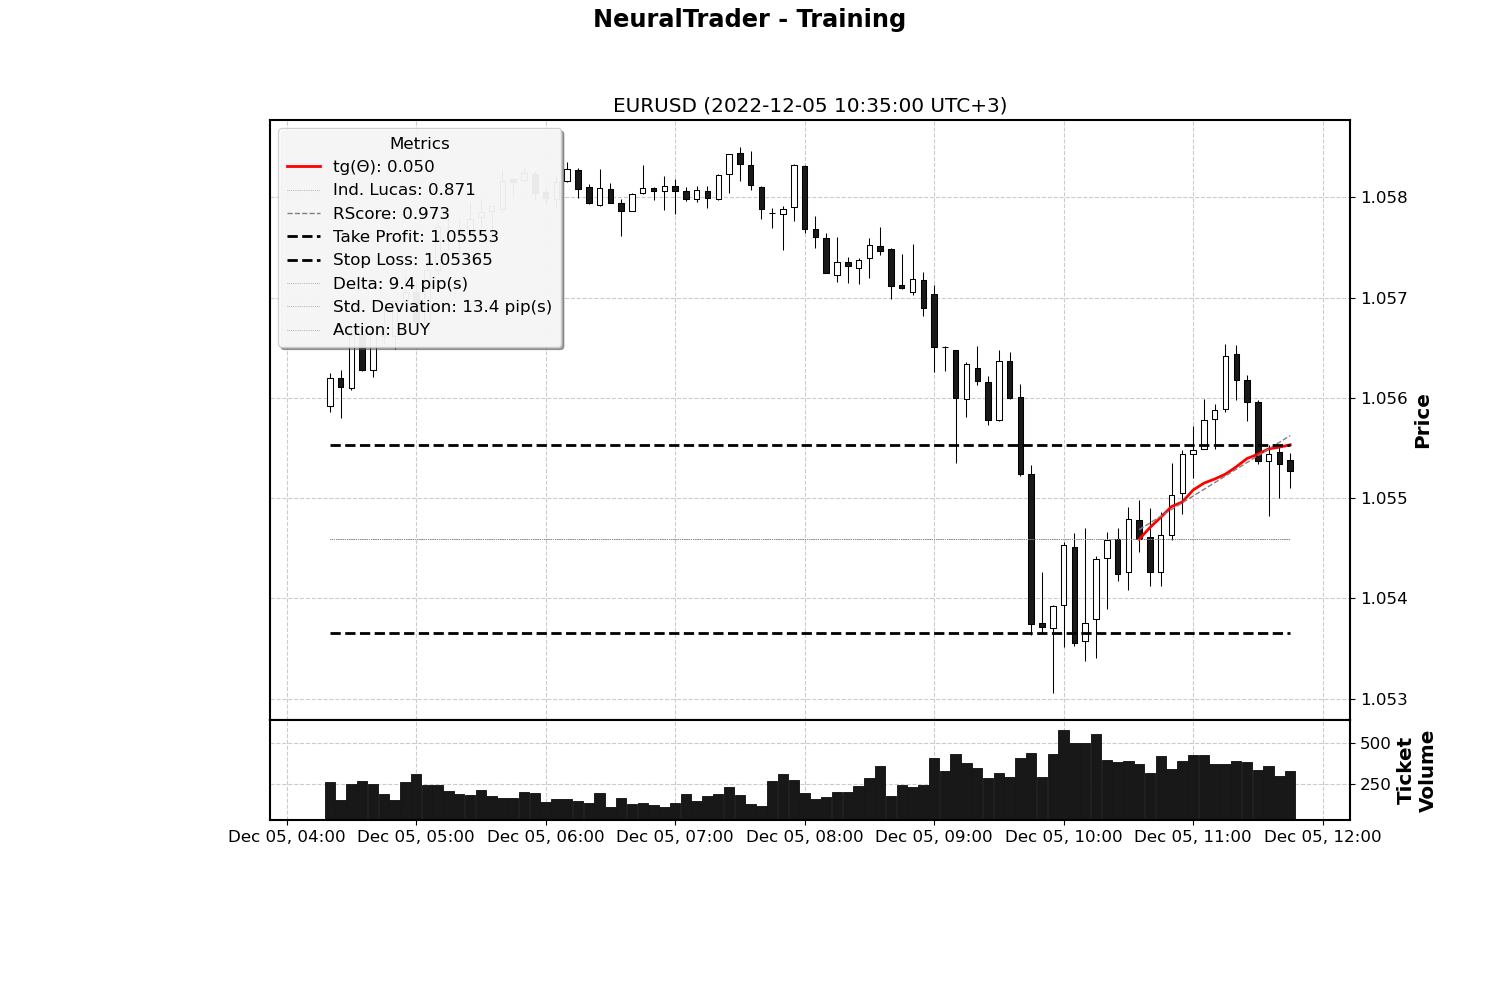 NeuralTrader - Training
EURUSD (2022-12-05 10:35:00 UTC+3)
Metrics
tg(Θ): 0.050
Ind. Lucas: 0.871
RScore: 0.973
Take Profit: 1.05553
Stop Loss: 1.05365
Delta: 9.4 pip(s)
Std. Deviation: 13.4 pip(s)
Action: BUY
1.058
1.057
1.056
1.055
1.054
1.053
Price
500
250
Ticket
Volume
Dec 05, 04:00 Dec 05, 05:00 Dec 05, 06:00 Dec 05, 07:00 Dec 05, 08:00 Dec 05, 09:00 Dec 05, 10:00 Dec 05, 11:00 Dec 05, 12:00